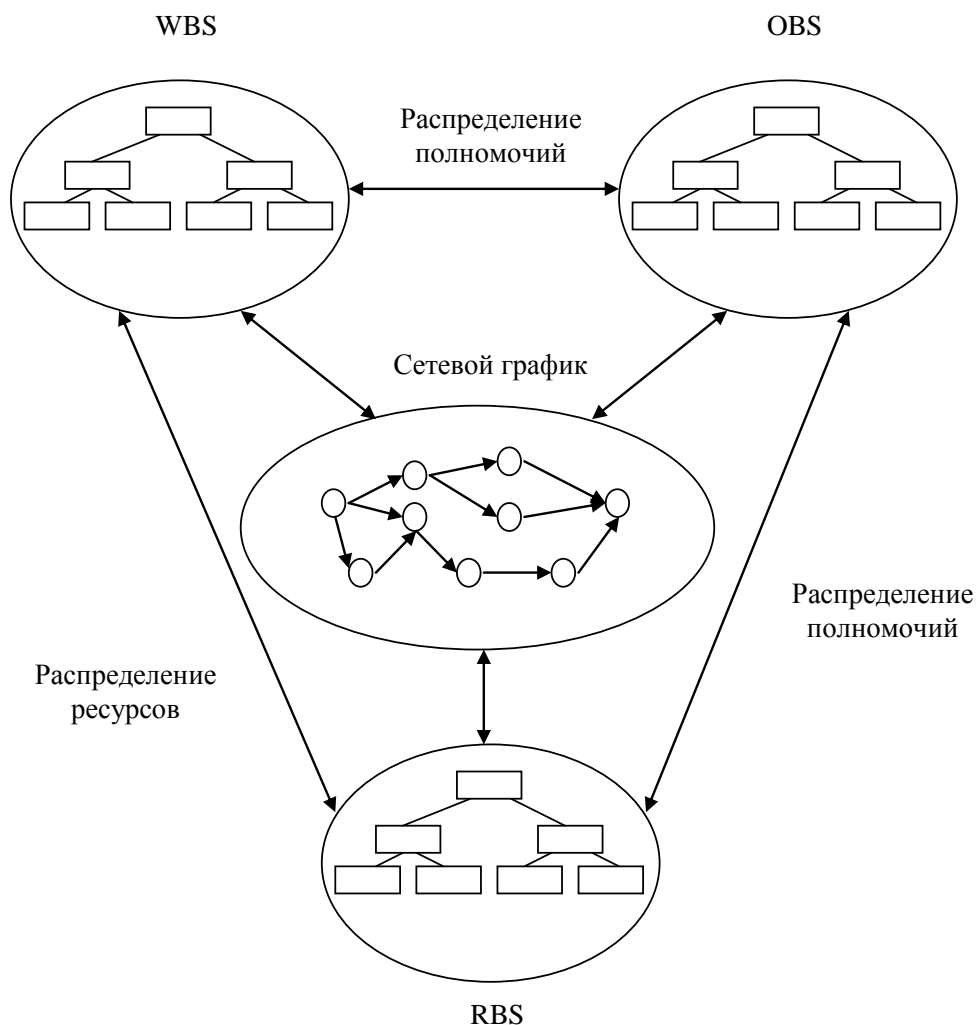 WBS
OBS
Распределение
полномочий
Сетевой график
Распределение
полномочий
Распределение
ресурсов
RBS